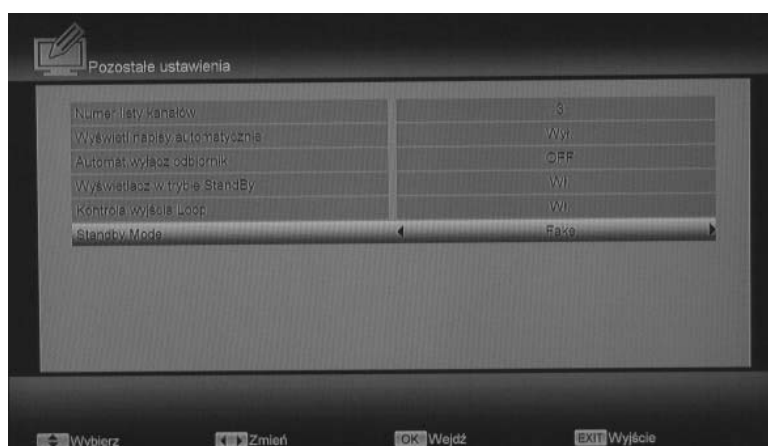 Pozostałe ustawienia
Numer listy kanałów 3
Wyświetl napisy automatycznie Wył.
Automat. wyłącz odbiornik OFF
Wyświetlacz w trybie StandBy Wł.
Kontrola wyjścia Loop Wł.
Standby Mode Fake
Wybierz Zmień OK Wejdź EXIT Wyjście